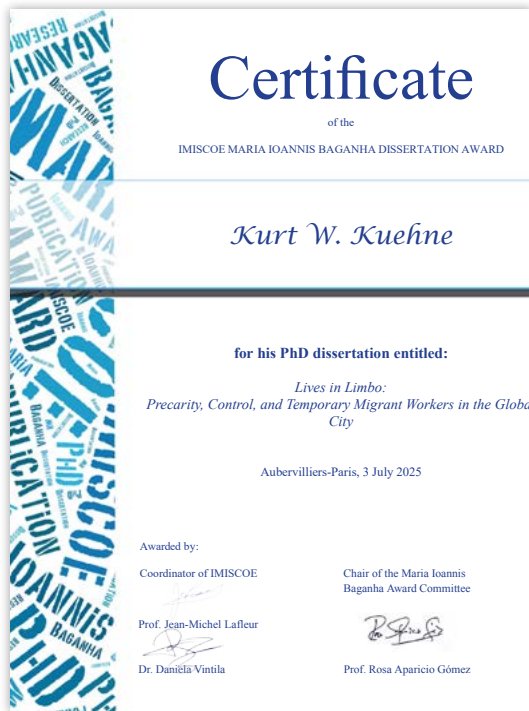 Certificate
of the
IMISCOE MARIA IOANNIS BAGANHA DISSERTATION AWARD
Kurt W. Kuehne
for his PhD dissertation entitled:
Lives in Limbo:
Precarity, Control, and Temporary Migrant Workers in the Globa
City
Aubervilliers-Paris, 3 July 2025
Awarded by:
Coordinator of IMISCOE
Prof. Jean-Michel Lafleur
Dr. Daniela Vintila
Chair of the Maria Ioannis
Baganha Award Committee
Prof. Rosa Aparicio Gómez